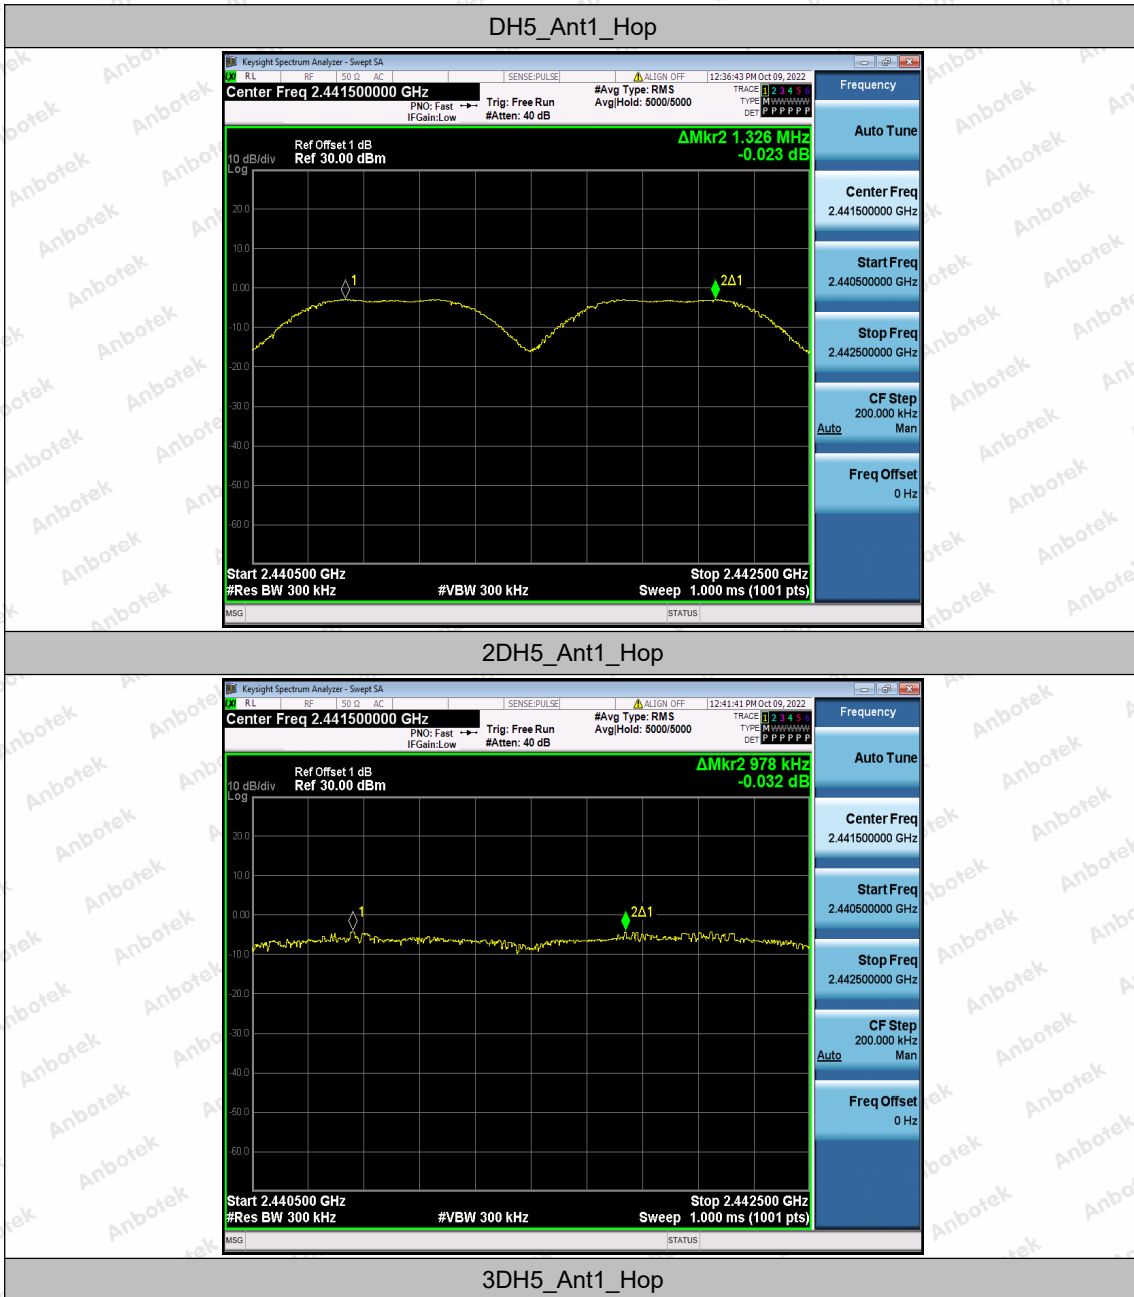 DH5_Ant1_Hop
Keysight Spectrum Analyzer - Swept SA
LXI RL RF 50 Ω AC SENSE:PULSE ALIGN OFF 12:36:43 PM Oct 09, 2022
Center Freq 2.441500000 GHz
PNO: Fast
IFGain:Low
Trig: Free Run
#Atten: 40 dB
#Avg Type: RMS
Avg|Hold: 5000/5000
TRACE 1 2 3 4 5 6
TYPE M W W W W W
DET P P P P P P
Ref Offset 1 dB
10 dB/div Ref 30.00 dBm
Log
ΔMkr2 1.326 MHz
-0.023 dB
20.0
10.0
0.00
-10.0
-20.0
-30.0
-40.0
-50.0
-60.0
1
2Δ1
Start 2.440500 GHz Stop 2.442500 GHz
#Res BW 300 kHz #VBW 300 kHz Sweep 1.000 ms (1001 pts)
MSG STATUS
Frequency
Auto Tune
Center Freq
2.441500000 GHz
Start Freq
2.440500000 GHz
Stop Freq
2.442500000 GHz
CF Step
200.000 kHz
Auto Man
Freq Offset
0 Hz
2DH5_Ant1_Hop
Keysight Spectrum Analyzer - Swept SA
LXI RL RF 50 Ω AC SENSE:PULSE ALIGN OFF 12:41:41 PM Oct 09, 2022
Center Freq 2.441500000 GHz
PNO: Fast
IFGain:Low
Trig: Free Run
#Atten: 40 dB
#Avg Type: RMS
Avg|Hold: 5000/5000
TRACE 1 2 3 4 5 6
TYPE M W W W W W
DET P P P P P P
Ref Offset 1 dB
10 dB/div Ref 30.00 dBm
Log
ΔMkr2 978 kHz
-0.032 dB
20.0
10.0
0.00
-10.0
-20.0
-30.0
-40.0
-50.0
-60.0
1
2Δ1
Start 2.440500 GHz Stop 2.442500 GHz
#Res BW 300 kHz #VBW 300 kHz Sweep 1.000 ms (1001 pts)
MSG STATUS
Frequency
Auto Tune
Center Freq
2.441500000 GHz
Start Freq
2.440500000 GHz
Stop Freq
2.442500000 GHz
CF Step
200.000 kHz
Auto Man
Freq Offset
0 Hz
3DH5_Ant1_Hop
Anbotek